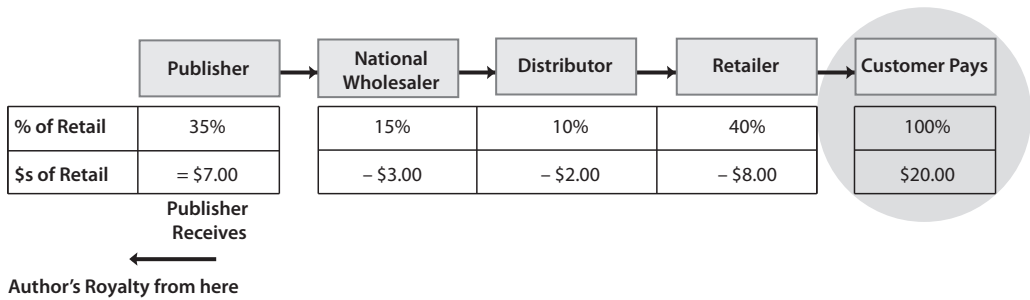 Publisher
National
Wholesaler
Distributor
Retailer
Customer Pays
% of Retail 35% 15% 10% 40% 100%
$s of Retail = $7.00 – $3.00 – $2.00 – $8.00 $20.00
Publisher
Receives
Author's Royalty from here